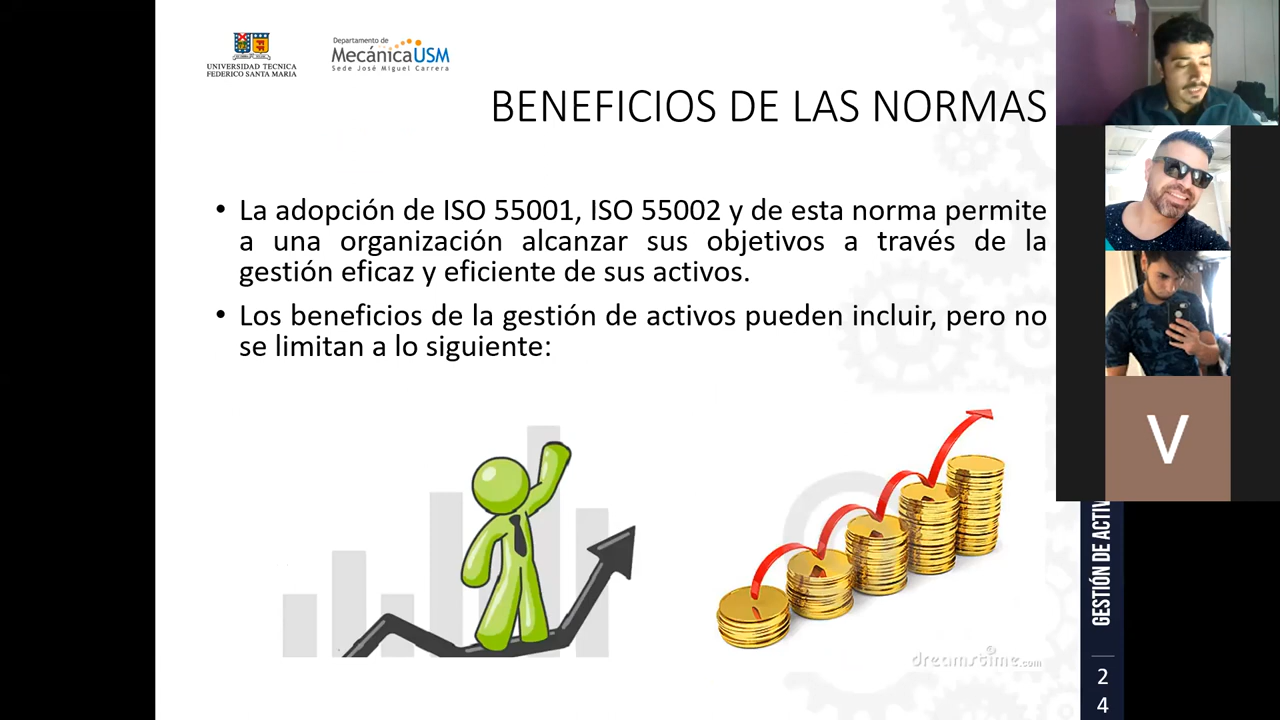 UNIVERSIDAD TECNICA
FEDERICO SANTA MARIA
Departamento de
MecánicaUSM
Sede José Miguel Carrera
BENEFICIOS DE LAS NORMAS
• La adopción de ISO 55001, ISO 55002 y de esta norma permite
a una organización alcanzar sus objetivos a través de la
gestión eficaz y eficiente de sus activos.
• Los beneficios de la gestión de activos pueden incluir, pero no
se limitan a lo siguiente:
V
GESTIÓN DE ACTIV
2
4
dreamstime.com